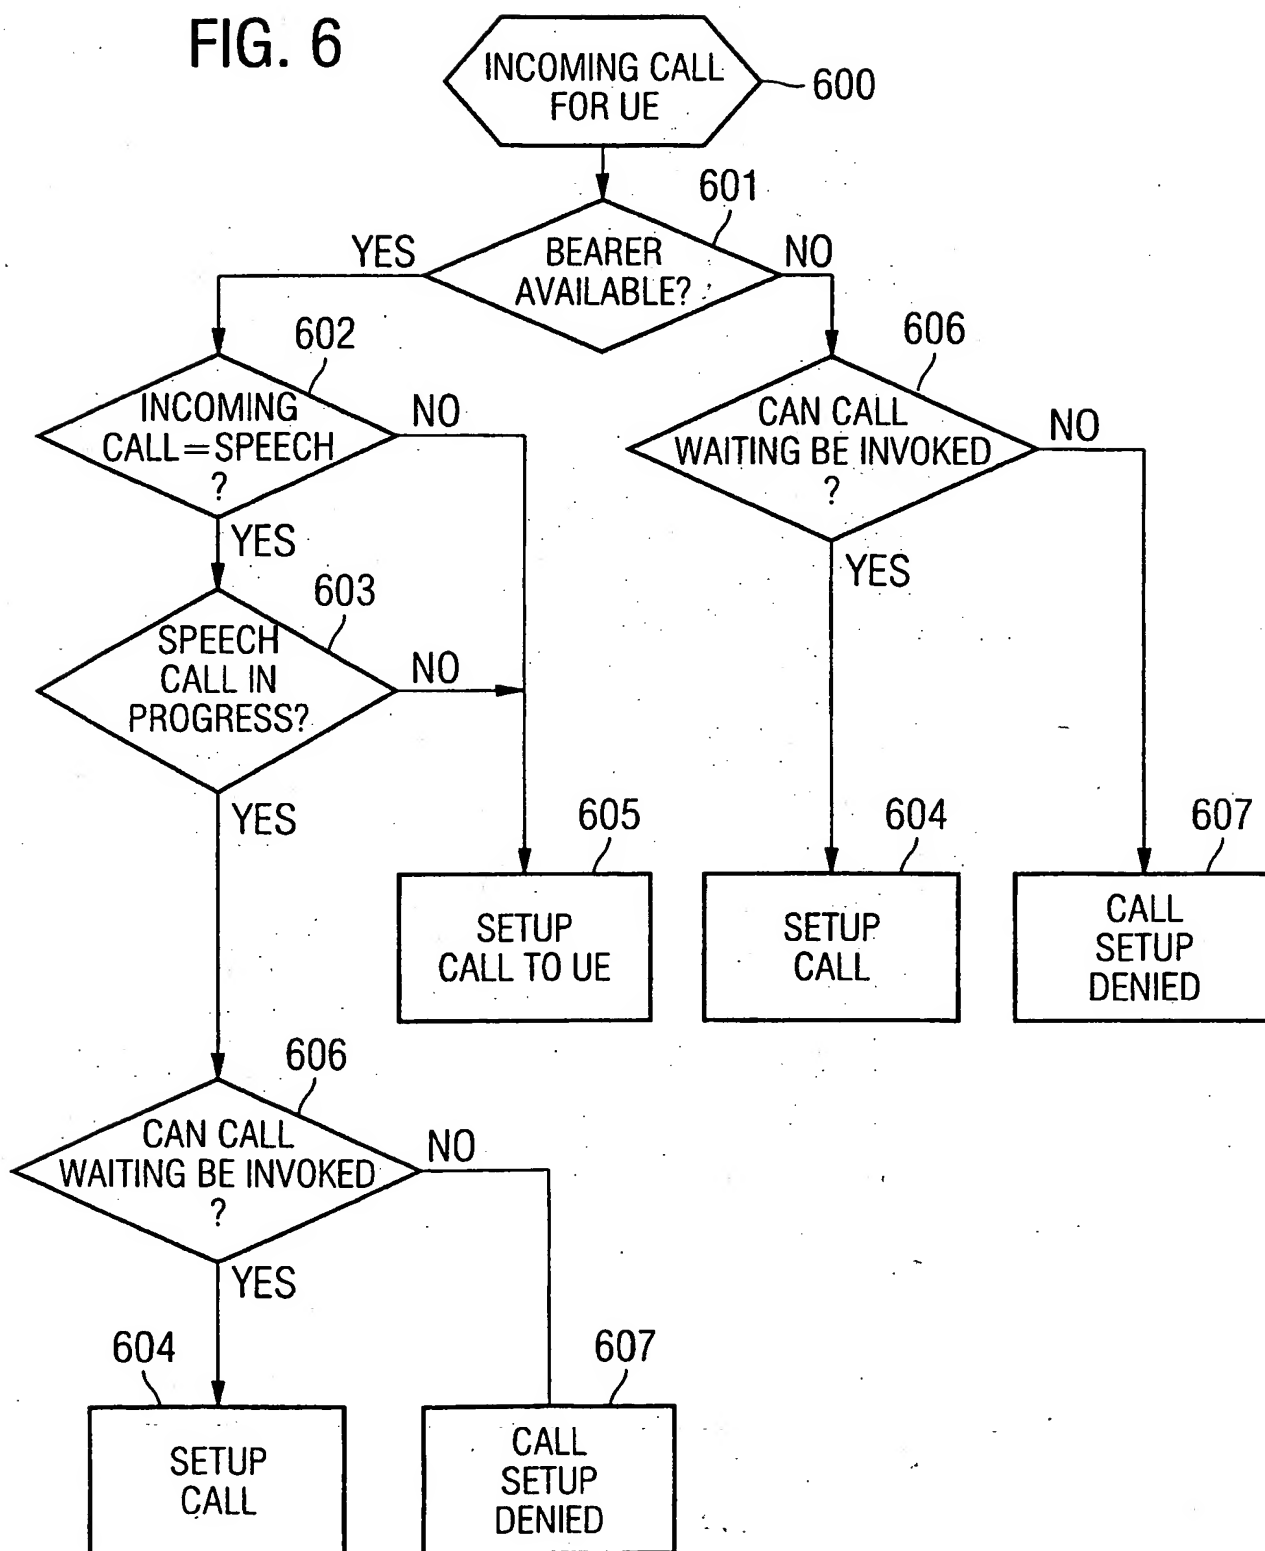 FIG. 6
INCOMING CALL
FOR UE
600
601
YES
BEARER
AVAILABLE?
NO
602
606
INCOMING
CALL=SPEECH
?
NO
CAN CALL
WAITING BE INVOKED
?
NO
YES
YES
603
SPEECH
CALL IN
PROGRESS?
NO
YES
605
604
607
SETUP
CALL TO UE
SETUP
CALL
CALL
SETUP
DENIED
606
CAN CALL
WAITING BE INVOKED
?
NO
YES
604
607
SETUP
CALL
CALL
SETUP
DENIED